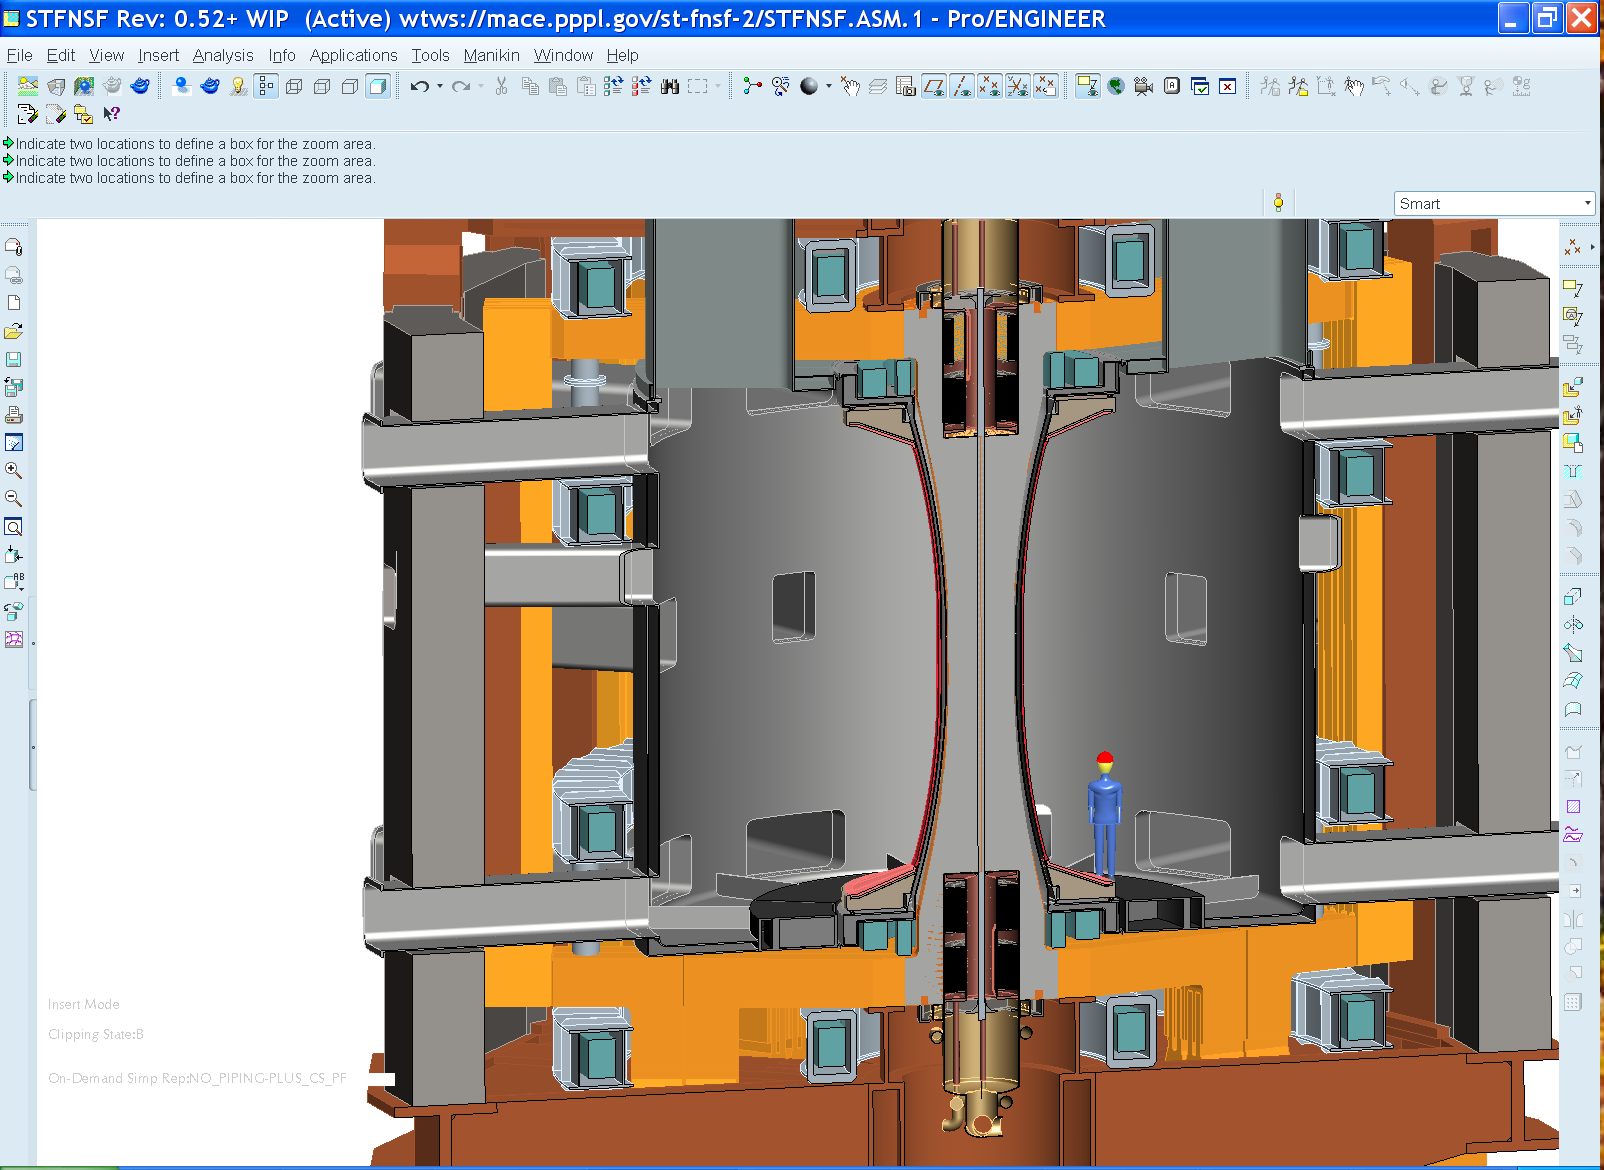 STFNSF Rev: 0.52+ WIP (Active) wtws://mace.pppl.gov/st-fnsf-2/STFNSF.ASM.1 - Pro/ENGINEER
File Edit View Insert Analysis Info Applications Tools Manikin Window Help
Indicate two locations to define a box for the zoom area.
Indicate two locations to define a box for the zoom area.
Indicate two locations to define a box for the zoom area.
Smart
Insert Mode
Clipping State:B
On-Demand Simp Rep:NO_PIPING-PLUS_CS_PF